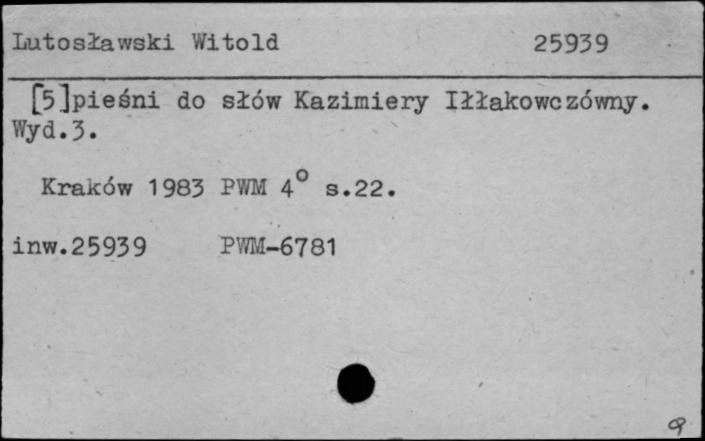 Lutosławski Witold 25939
[5]pieśni do słów Kazimiery Iłłakowczówny.
Wyd.3.
Kraków 1983 PWM 4° s.22.
inw.25939 PWM-6781